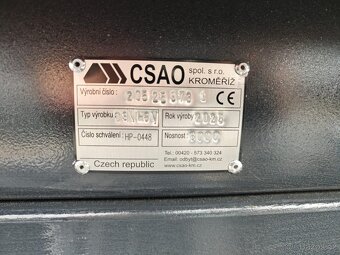 CSAO spol. s r.o.
KROMĚŘÍŽ
Výrobní číslo :
CE
Typ výrobku :
Rok výroby
Číslo schválení : HP-0448
Nosnost :
Czech republic
Tel.: 00420 - 573 340 324
Email: odbyt@csao-km.cz
www.csao-km.cz